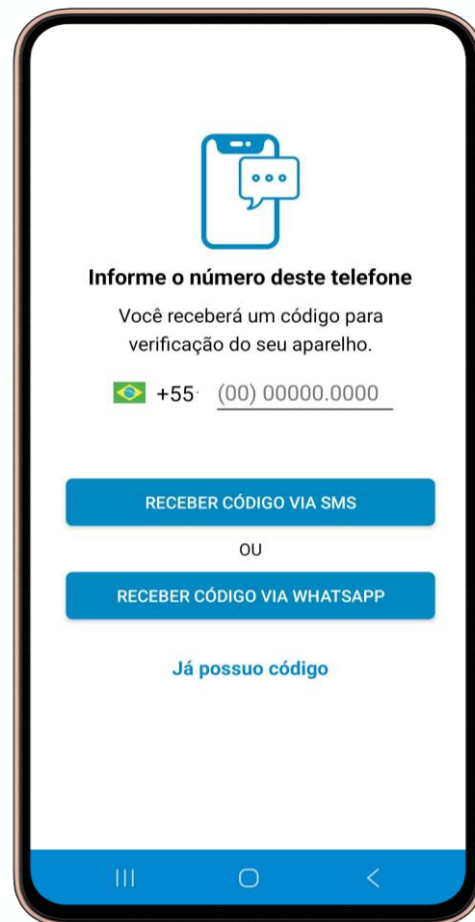 Informe o número deste telefone
Você receberá um código para
verificação do seu aparelho.
+55 (00) 00000.0000
RECEBER CÓDIGO VIA SMS
OU
RECEBER CÓDIGO VIA WHATSAPP
Já possuo código